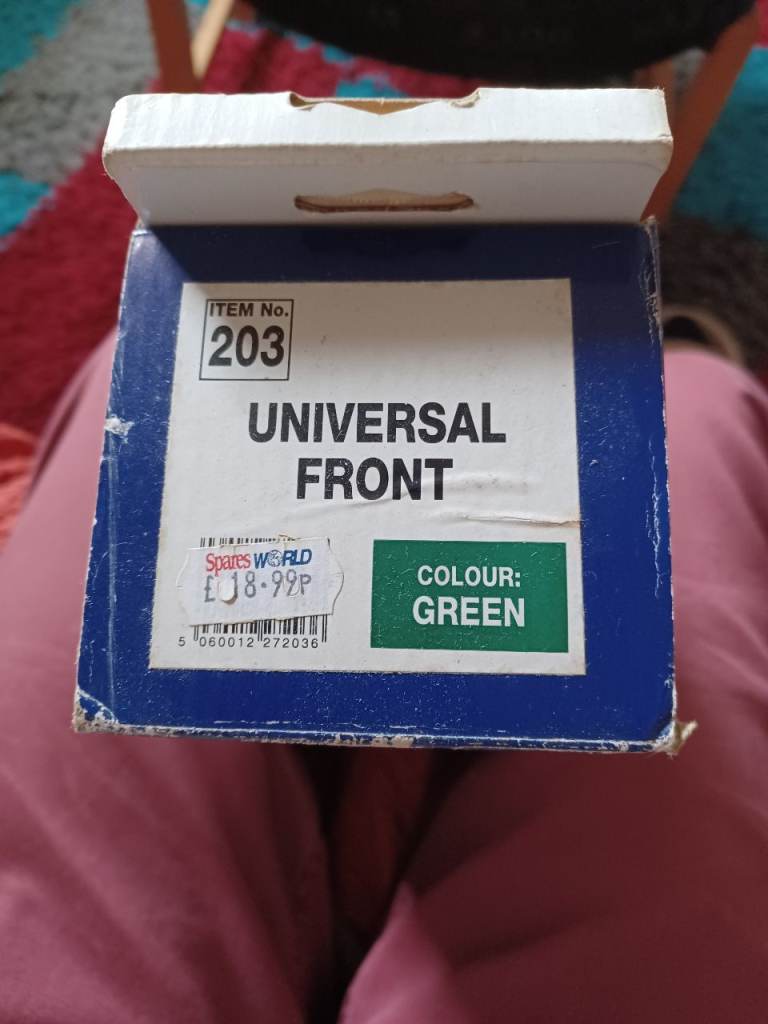 ITEM No.
203
UNIVERSAL
FRONT
Spares WORLD
£18.99P
5 060012 272036
COLOUR:
GREEN